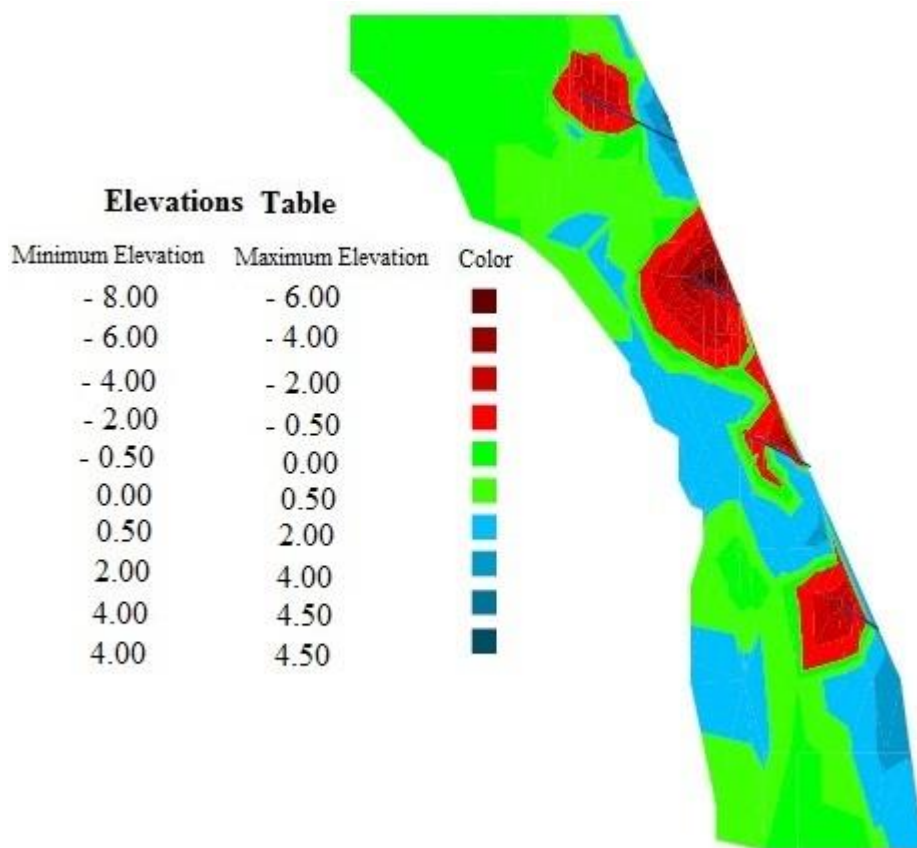 Elevations Table
Minimum Elevation Maximum Elevation Color
- 8.00 - 6.00
- 6.00 - 4.00
- 4.00 - 2.00
- 2.00 - 0.50
- 0.50 0.00
0.00 0.50
0.50 2.00
2.00 4.00
4.00 4.50
4.00 4.50